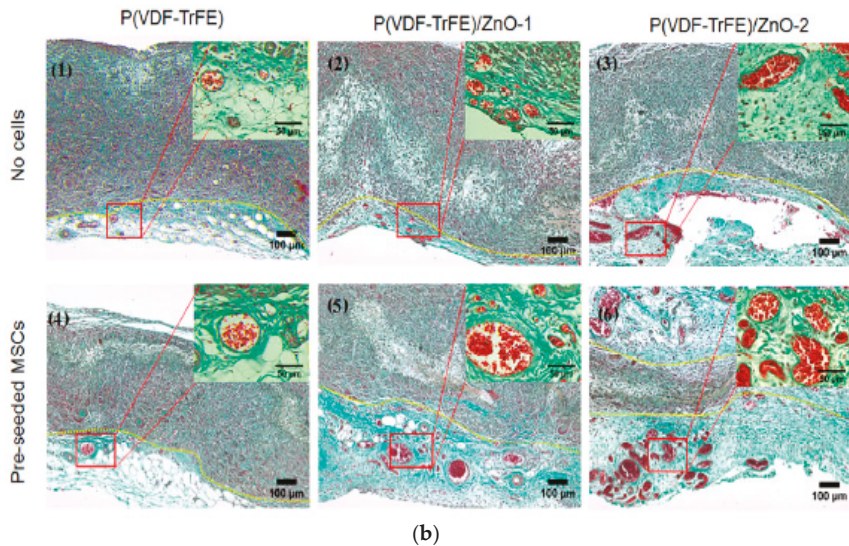 P(VDF-TrFE)
P(VDF-TrFE)/ZnO-1
P(VDF-TrFE)/ZnO-2
No cells
(1)
50 µm
100 µm
(2)
50 µm
100 µm
(3)
50 µm
100 µm
Pre-seeded MSCs
(4)
50 µm
100 µm
(5)
50 µm
100 µm
(6)
50 µm
100 µm
(b)